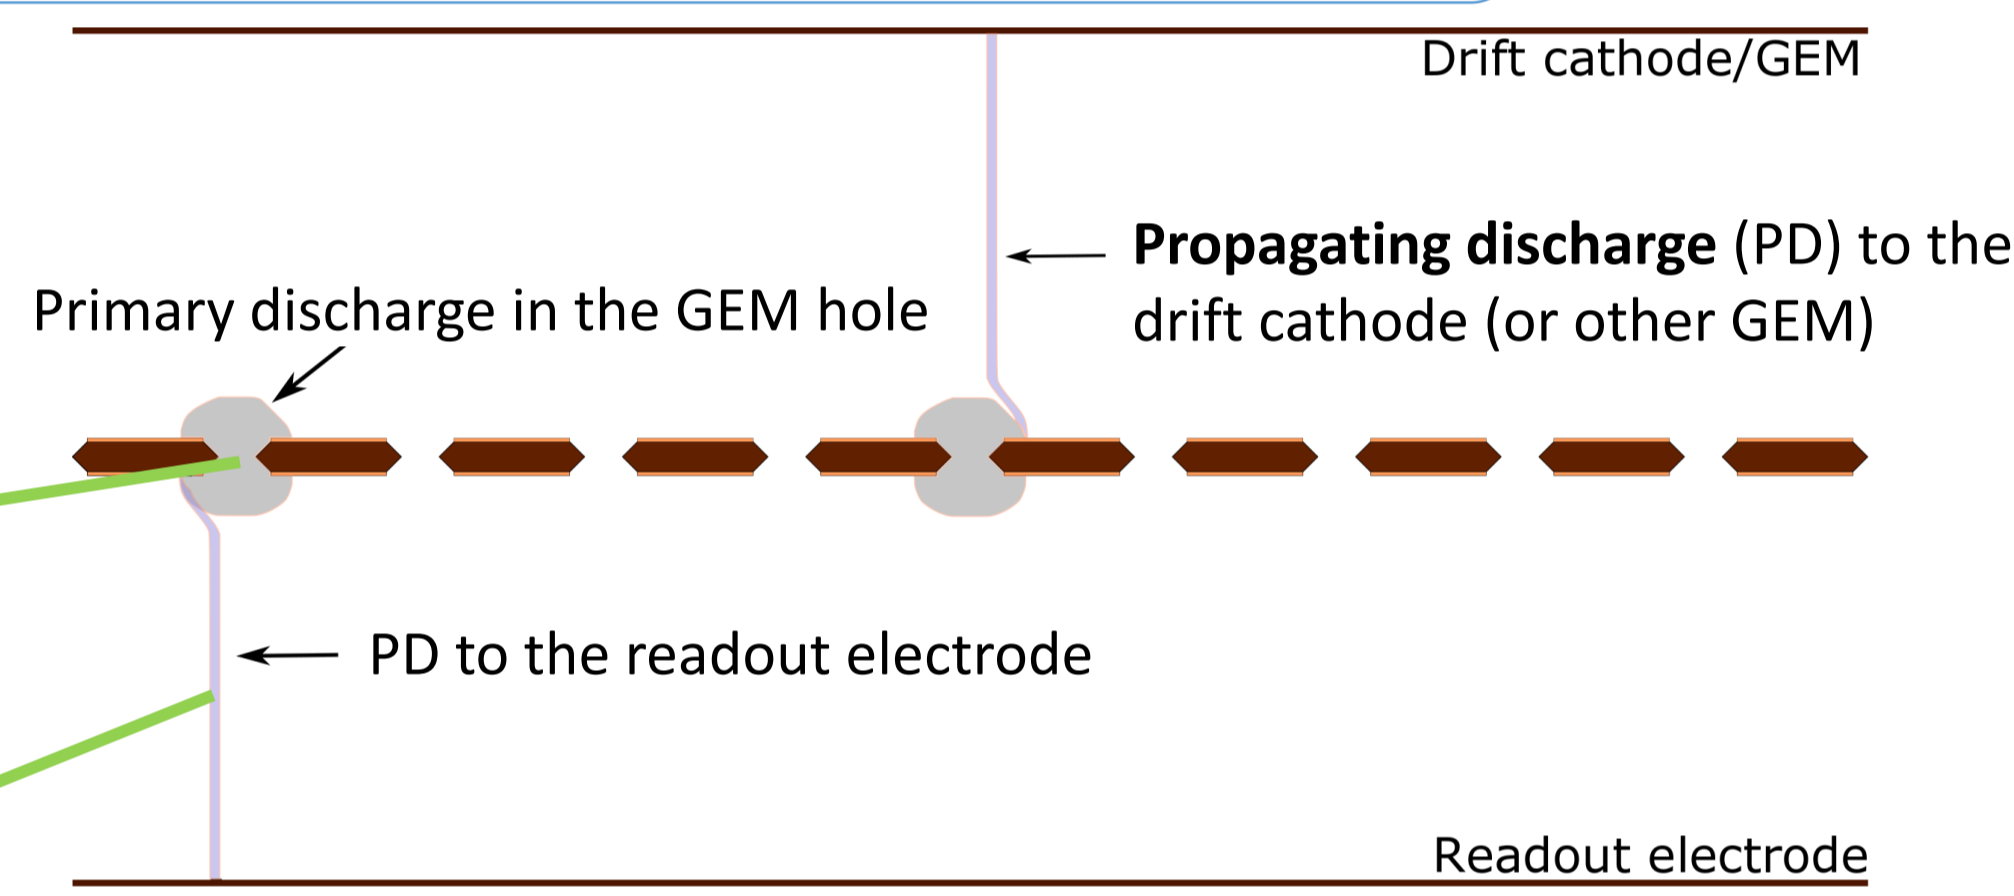 Drift cathode/GEM
Propagating discharge (PD) to the
drift cathode (or other GEM)
Primary discharge in the GEM hole
PD to the readout electrode
Readout electrode